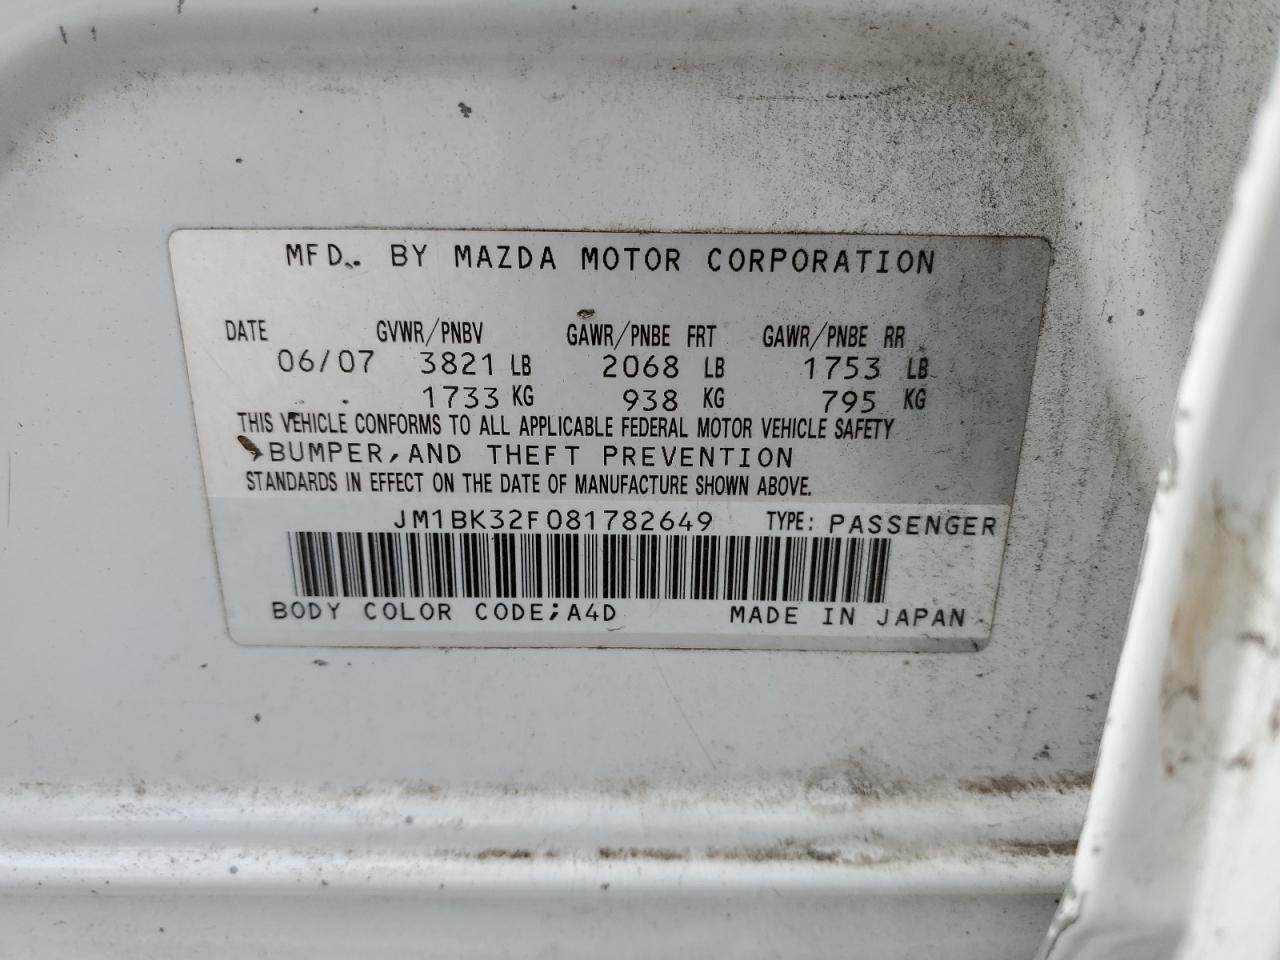 MFD. BY MAZDA MOTOR CORPORATION
DATE GVWR/PNBV GAWR/PNBE FRT GAWR/PNBE RR
06/07 3821 LB 2068 LB 1753 LB
1733 KG 938 KG 795 KG
THIS VEHICLE CONFORMS TO ALL APPLICABLE FEDERAL MOTOR VEHICLE SAFETY
BUMPER, AND THEFT PREVENTION
STANDARDS IN EFFECT ON THE DATE OF MANUFACTURE SHOWN ABOVE.
JM1BK32F081782649 TYPE: PASSENGER
BODY COLOR CODE;A4D MADE IN JAPAN